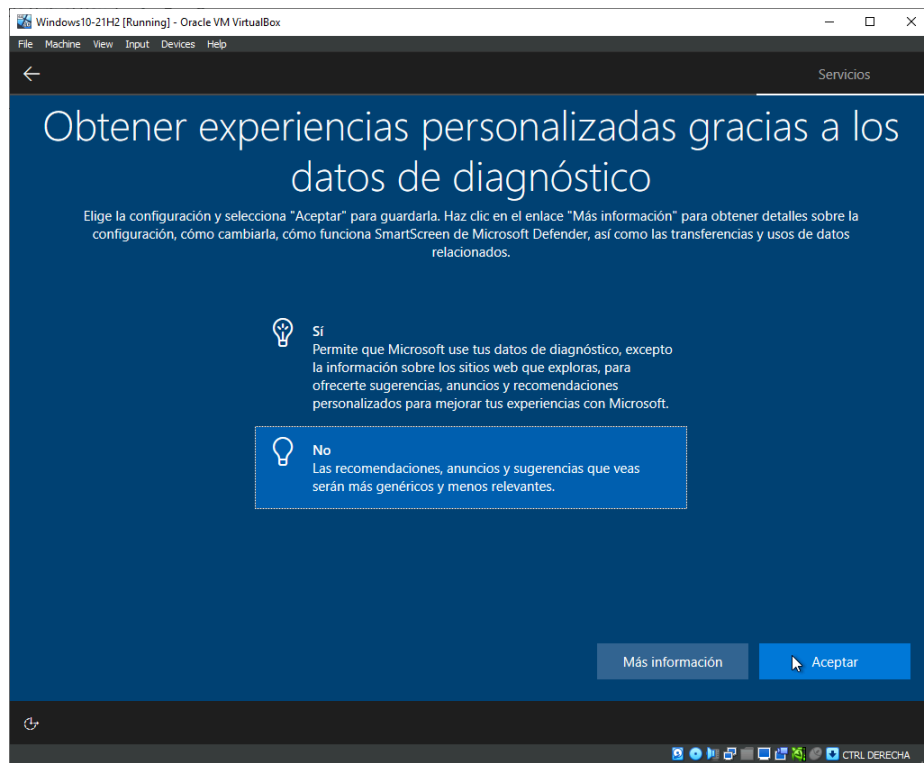 Windows10-21H2 [Running] - Oracle VM VirtualBox
File Machine View Input Devices Help
Servicios
Obtener experiencias personalizadas gracias a los
datos de diagnóstico
Elige la configuración y selecciona "Aceptar" para guardarla. Haz clic en el enlace "Más información" para obtener detalles sobre la
configuración, cómo cambiarla, cómo funciona SmartScreen de Microsoft Defender, así como las transferencias y usos de datos
relacionados.
Sí
Permite que Microsoft use tus datos de diagnóstico, excepto
la información sobre los sitios web que exploras, para
ofrecerte sugerencias, anuncios y recomendaciones
personalizados para mejorar tus experiencias con Microsoft.
No
Las recomendaciones, anuncios y sugerencias que veas
serán más genéricos y menos relevantes.
Más información
Aceptar
CTRL DERECHA